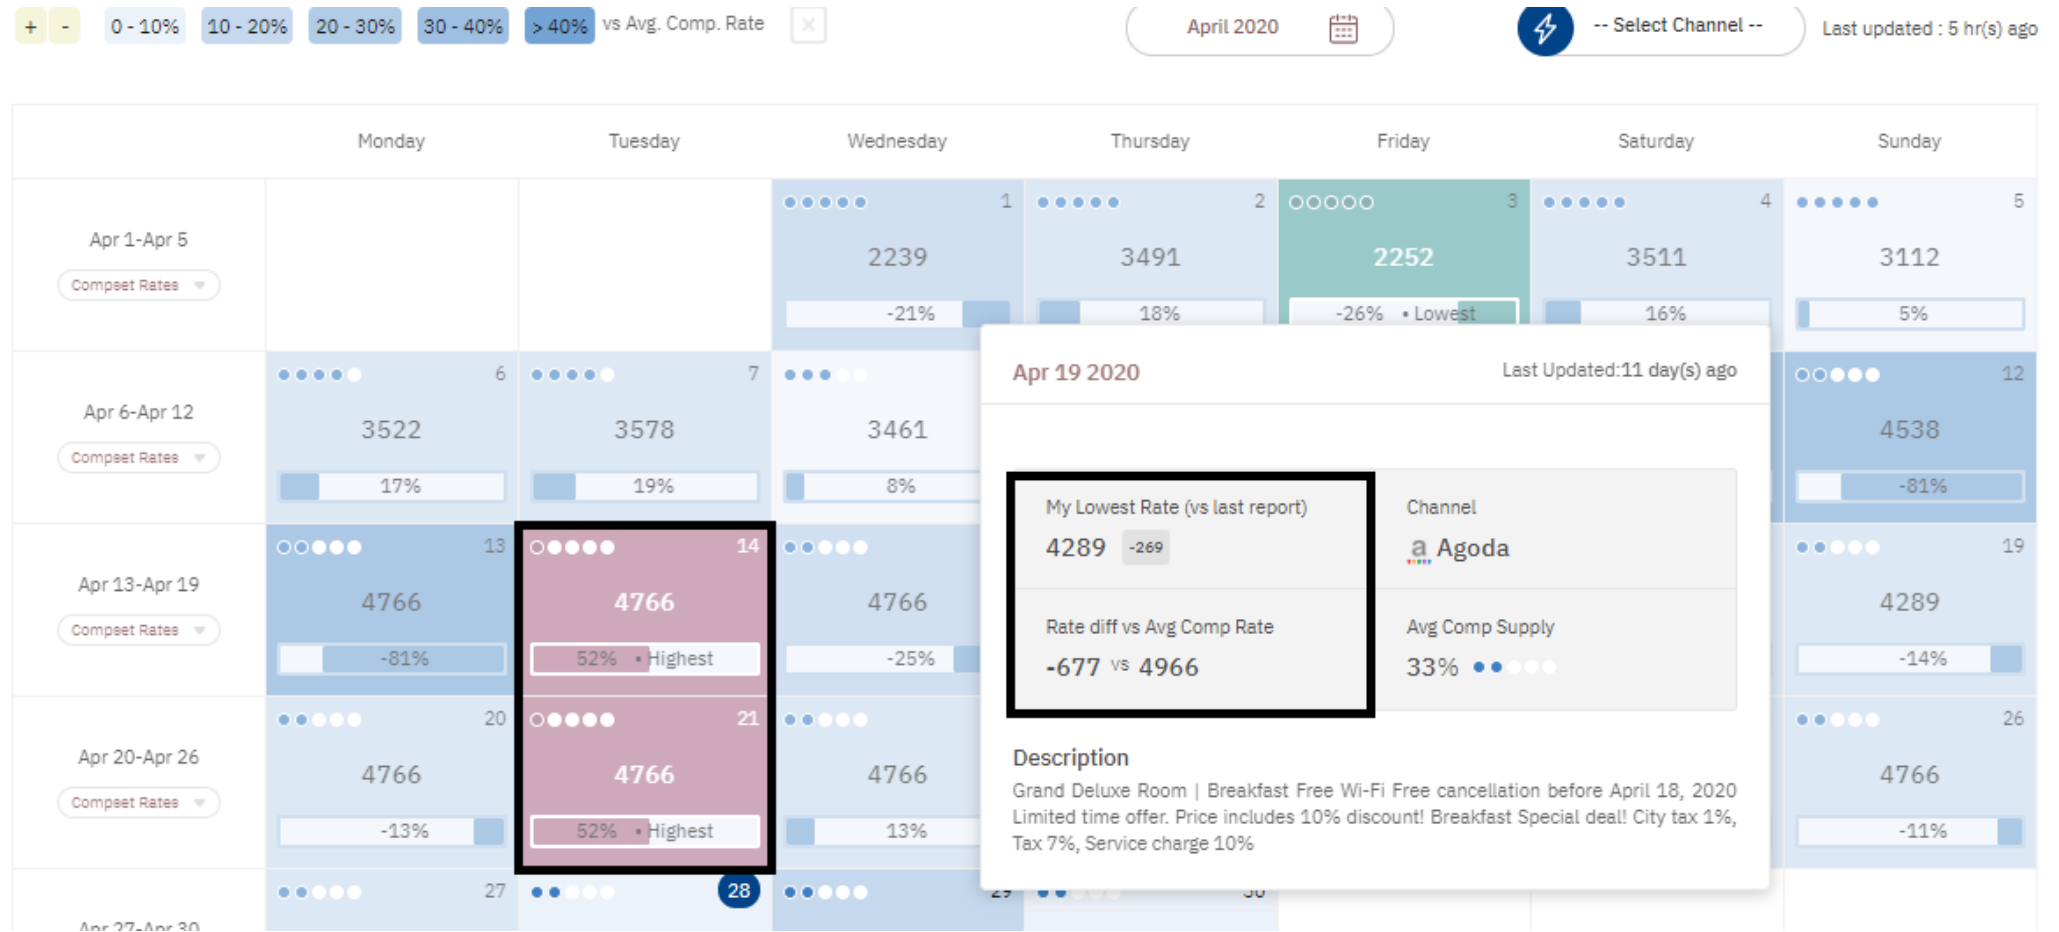 + - 0 - 10% 10 - 20% 20 - 30% 30 - 40% > 40% vs Avg. Comp. Rate × April 2020 -- Select Channel -- Last updated : 5 hr(s) ago
Monday Tuesday Wednesday Thursday Friday Saturday Sunday
1 2 3 4 5
Apr 1-Apr 5 2239 3491 2252 3511 3112
Compset Rates -21% 18% -26% • Lowest 16% 5%
6 7 12
Apr 6-Apr 12 3522 3578 3461 4538
Compset Rates 17% 19% 8% -81%
13 14 19
Apr 13-Apr 19 4766 4766 4766 4289
Compset Rates -81% 52% • Highest -25% -14%
20 21 26
Apr 20-Apr 26 4766 4766 4766 4766
Compset Rates -13% 52% • Highest 13% -11%
27 28 29 30
Apr 27-Apr 30
Apr 19 2020 Last Updated:11 day(s) ago
My Lowest Rate (vs last report) Channel
4289 -269 a Agoda
Rate diff vs Avg Comp Rate Avg Comp Supply
-677 vs 4966 33%
Description
Grand Deluxe Room | Breakfast Free Wi-Fi Free cancellation before April 18, 2020
Limited time offer. Price includes 10% discount! Breakfast Special deal! City tax 1%,
Tax 7%, Service charge 10%